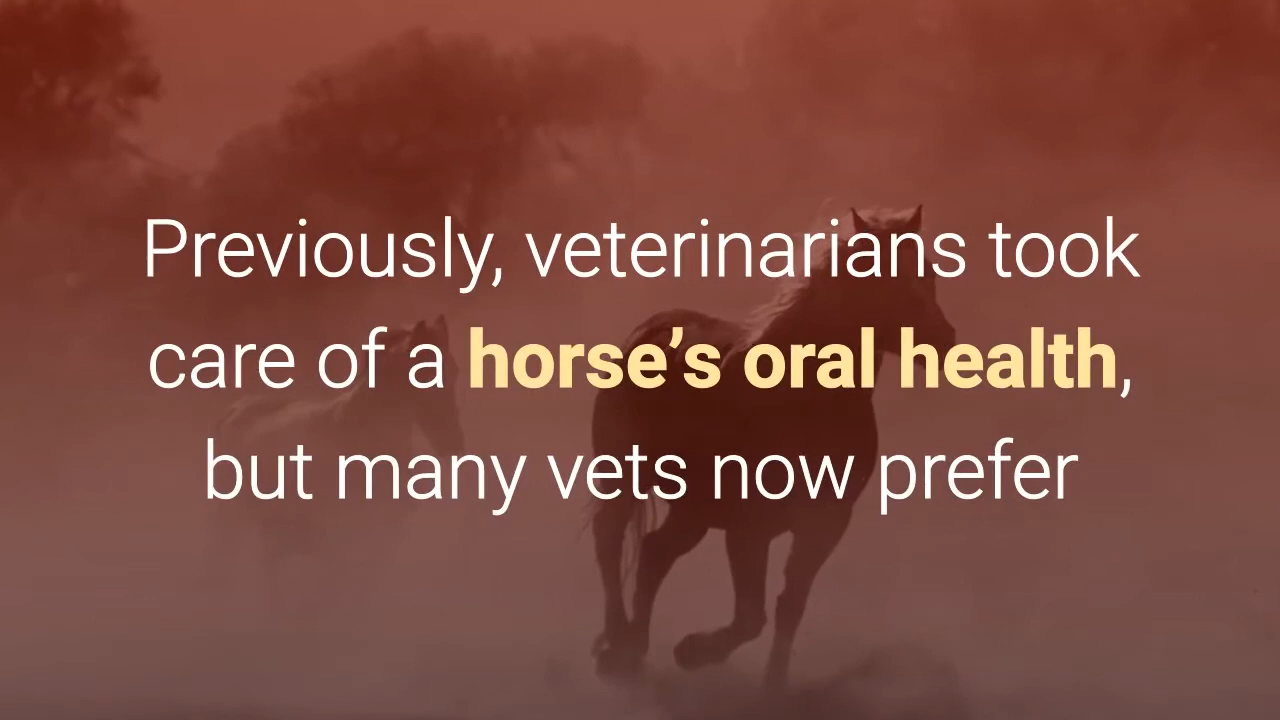 Previously, veterinarians took
care of a horse’s oral health,
but many vets now prefer